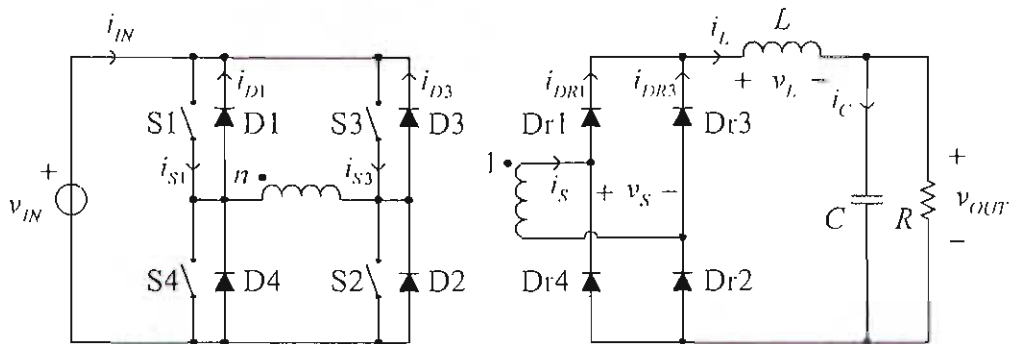 i_IN
L
i_L
+ v_L −
i_D1
i_D3
i_DR1
i_DR3
i_C
S1
D1
S3
D3
Dr1
Dr3
i_S1
n
i_S3
1
i_S
+ v_S −
+
v_IN
C
R
+
v_OUT
−
S4
D4
S2
D2
Dr4
Dr2